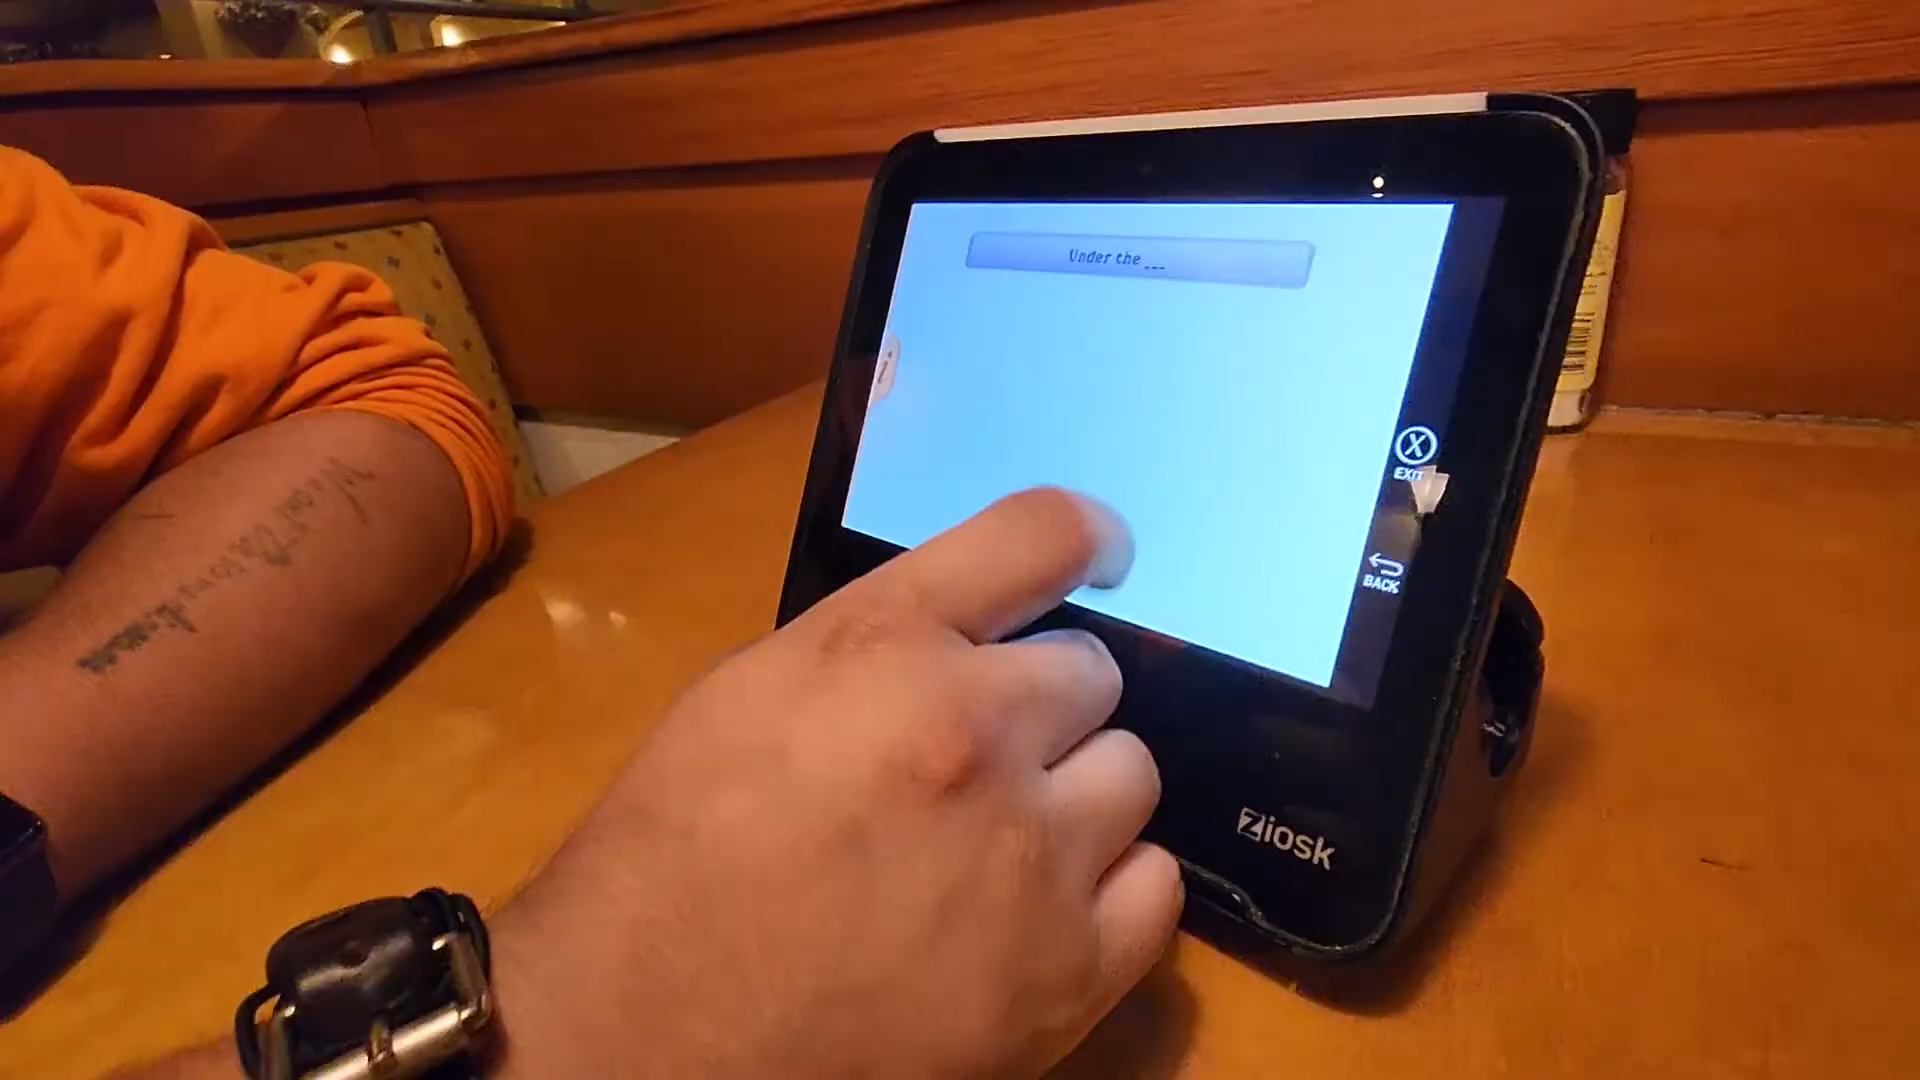 Under the ___
i
X
EXIT
BACK
Ziosk